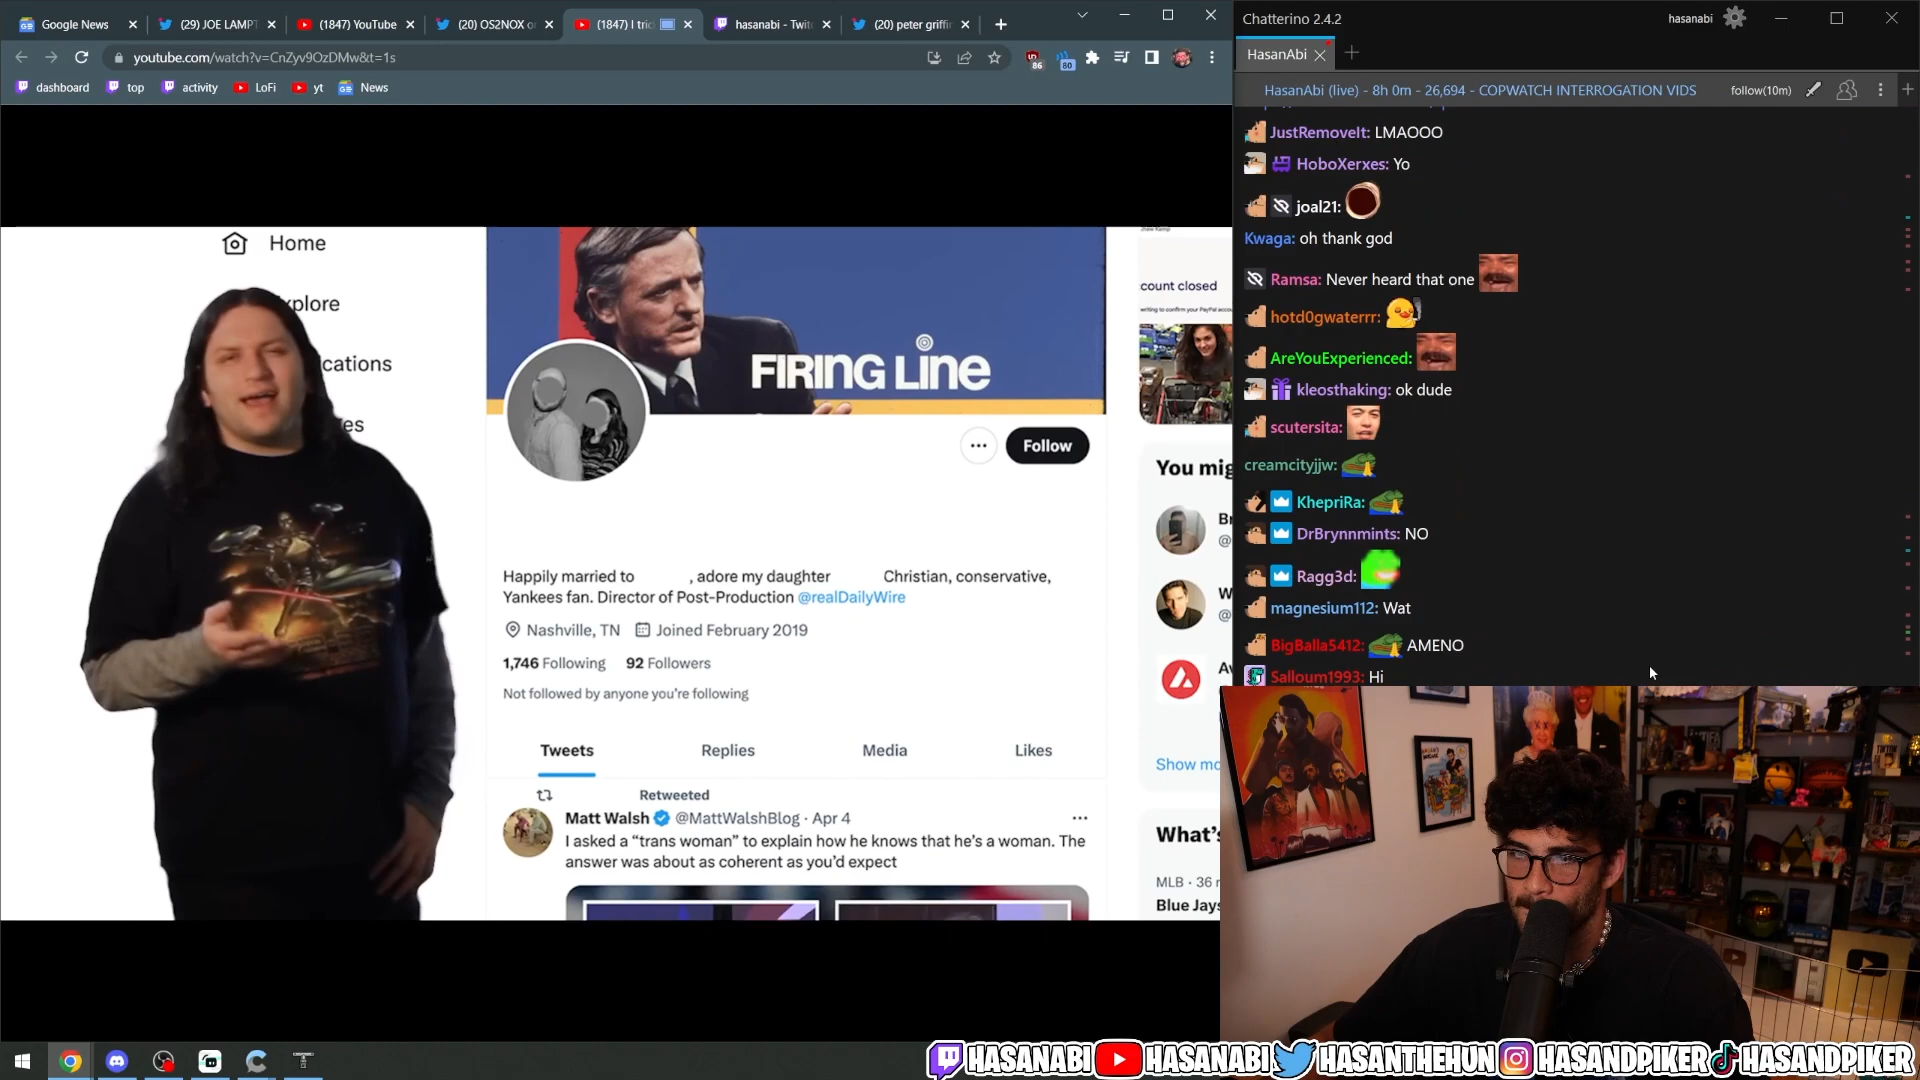 Google News
(29) JOE LAMPT
(1847) YouTube
(20) OS2NOX o
(1847) I tric
hasanabi - Twit
(20) peter griffi
youtube.com/watch?v=CnZyv9OzDMw&t=1s
86
80
dashboard
top
activity
LoFi
yt
News
Home
xplore
cations
es
FIRING LINE
Follow
Happily married to , adore my daughter Christian, conservative,
Yankees fan. Director of Post-Production @realDailyWire
Nashville, TN Joined February 2019
1,746 Following 92 Followers
Not followed by anyone you're following
Tweets
Replies
Media
Likes
Retweeted
Matt Walsh @MattWalshBlog · Apr 4
I asked a “trans woman” to explain how he knows that he's a woman. The
answer was about as coherent as you'd expect
count closed
You mig
Br
@
W
@
Av
Show mo
What's
MLB · 36 m
Blue Jays
Chatterino 2.4.2
hasanabi
HasanAbi
HasanAbi (live) - 8h 0m - 26,694 - COPWATCH INTERROGATION VIDS
follow(10m)
JustRemoveIt: LMAOOO
HoboXerxes: Yo
joal21:
Kwaga: oh thank god
Ramsa: Never heard that one
hotd0gwaterrr:
AreYouExperienced:
kleosthaking: ok dude
scutersita:
creamcityjjw:
KhepriRa:
DrBrynnmints: NO
Ragg3d:
magnesium112: Wat
BigBalla5412: AMENO
Salloum1993: Hi
HASANABI
HASANABI
HASANTHEHUN
HASANDPIKER
HASANDPIKER